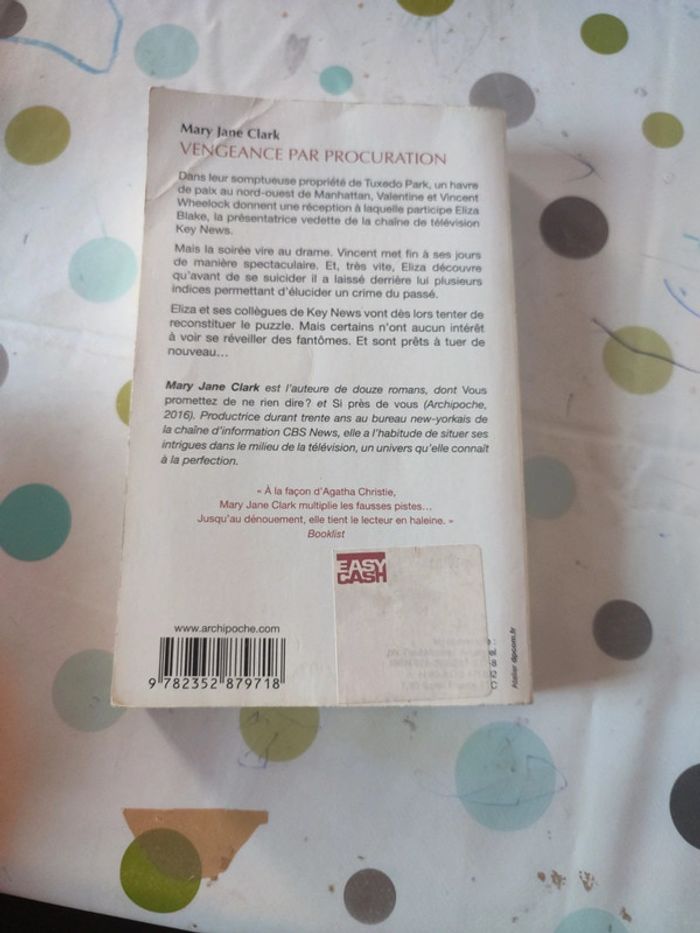 Mary Jane Clark
VENGEANCE PAR PROCURATION
Dans leur somptueuse propriété de Tuxedo Park, un havre
de paix au nord-ouest de Manhattan, Valentine et Vincent
Wheelock donnent une réception à laquelle participe Eliza
Blake, la présentatrice vedette de la chaîne de télévision
Key News.
Mais la soirée vire au drame. Vincent met fin à ses jours
de manière spectaculaire. Et, très vite, Eliza découvre
qu'avant de se suicider il a laissé derrière lui plusieurs
indices permettant d'élucider un crime du passé.
Eliza et ses collègues de Key News vont dès lors tenter de
reconstituer le puzzle. Mais certains n'ont aucun intérêt
à voir se réveiller des fantômes. Et sont prêts à tuer de
nouveau...
Mary Jane Clark est l'auteure de douze romans, dont Vous
promettez de ne rien dire? et Si près de vous (Archipoche,
2016). Productrice durant trente ans au bureau new-yorkais de
la chaîne d'information CBS News, elle a l'habitude de situer ses
intrigues dans le milieu de la télévision, un univers qu'elle connaît
à la perfection.
« À la façon d'Agatha Christie,
Mary Jane Clark multiplie les fausses pistes...
Jusqu'au dénouement, elle tient le lecteur en haleine. »
Booklist
EASY
CASH
www.archipoche.com
9 782352 879718
Atelier dpcom.fr